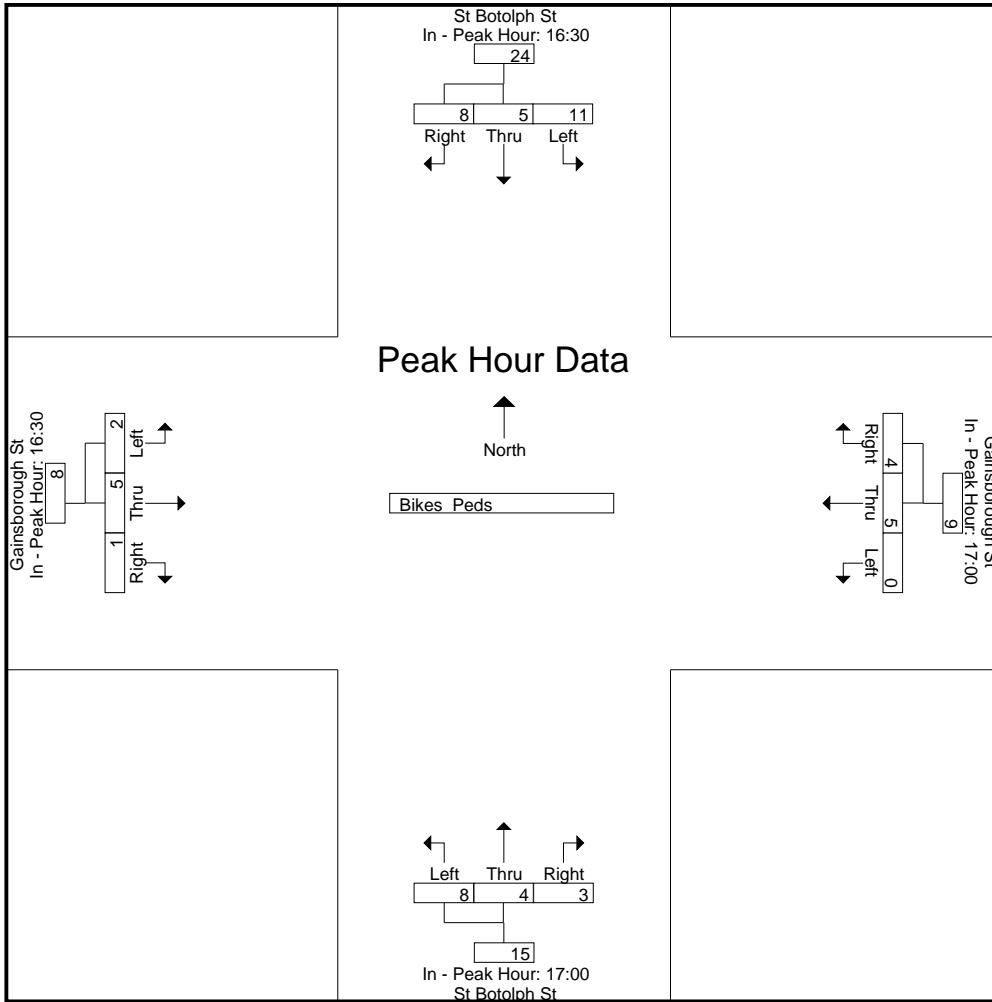 St Botolph St
In - Peak Hour: 16:30
24
8 5 11
Right Thru Left
Peak Hour Data
North
Bikes Peds
Gainsborough St
In - Peak Hour: 16:30
8
2 5 1
Left Thru Right
Gainsborough St
In - Peak Hour: 17:00
9
4 5 0
Right Thru Left
Left Thru Right
8 4 3
15
In - Peak Hour: 17:00
St Botolph St